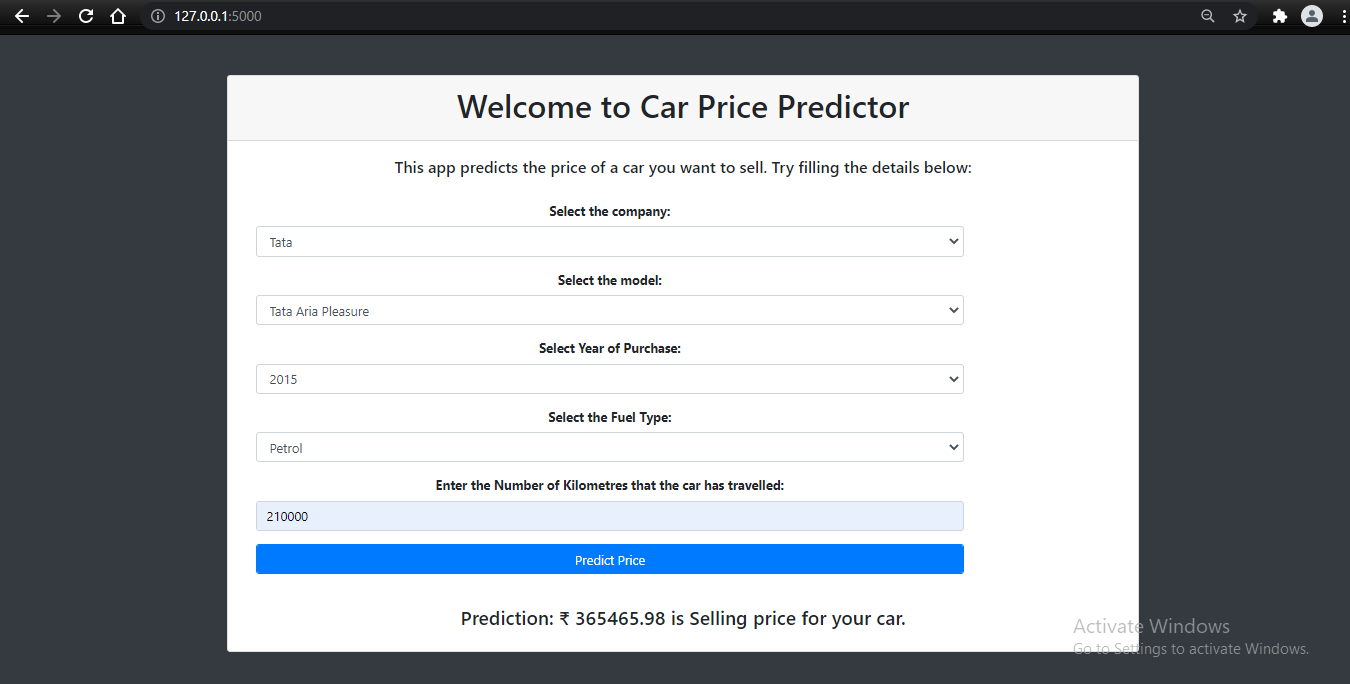 127.0.0.1:5000
Welcome to Car Price Predictor
This app predicts the price of a car you want to sell. Try filling the details below:
Select the company:
Tata
Select the model:
Tata Aria Pleasure
Select Year of Purchase:
2015
Select the Fuel Type:
Petrol
Enter the Number of Kilometres that the car has travelled:
210000
Predict Price
Prediction: ₹ 365465.98 is Selling price for your car.
Activate Windows
Go to Settings to activate Windows.